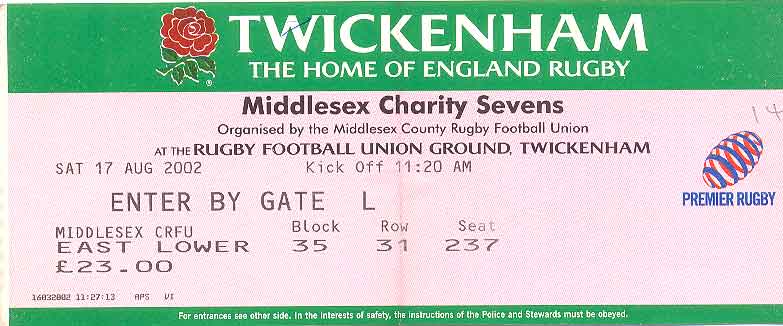 TWICKENHAM
THE HOME OF ENGLAND RUGBY
Middlesex Charity Sevens
Organised by the Middlesex County Rugby Football Union
AT THE RUGBY FOOTBALL UNION GROUND, TWICKENHAM
SAT 17 AUG 2002 Kick Off 11:20 AM
14
PREMIER RUGBY
ENTER BY GATE L
MIDDLESEX CRFU Block Row Seat
EAST LOWER 35 31 237
£23.00
16032002 11:27:13 APS VI
For entrances see other side. In the interests of safety, the instructions of the Police and Stewards must be obeyed.